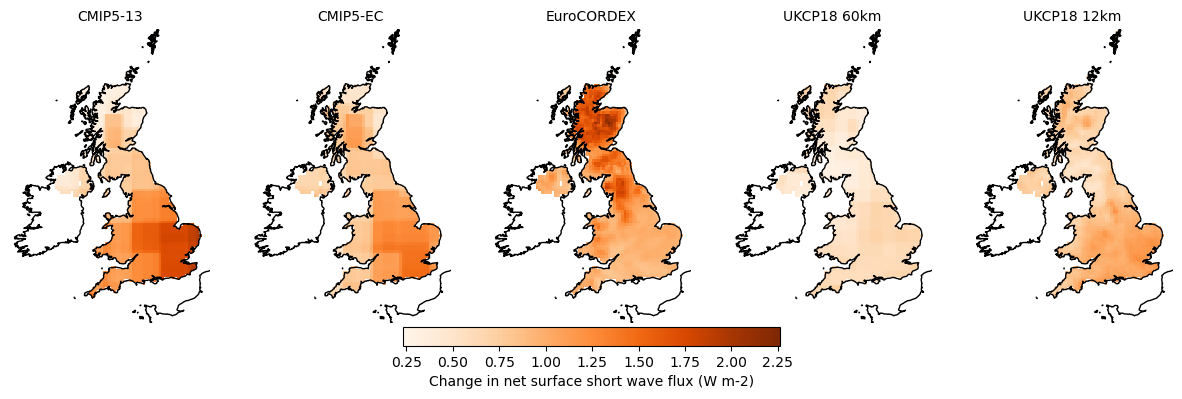 CMIP5-13 CMIP5-EC EuroCORDEX UKCP18 60km UKCP18 12km
0.25 0.50 0.75 1.00 1.25 1.50 1.75 2.00 2.25
Change in net surface short wave flux (W m-2)